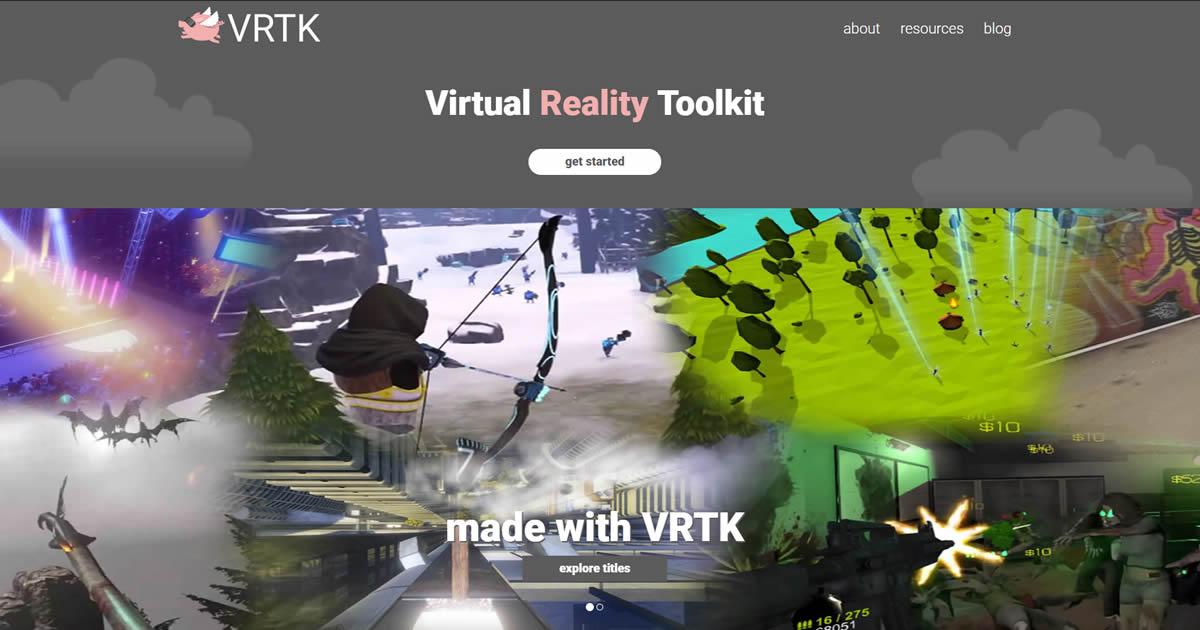 VRTK
about
resources
blog
Virtual Reality Toolkit
get started
$10
$10
$10
$10
made with VRTK
explore titles
16 / 275